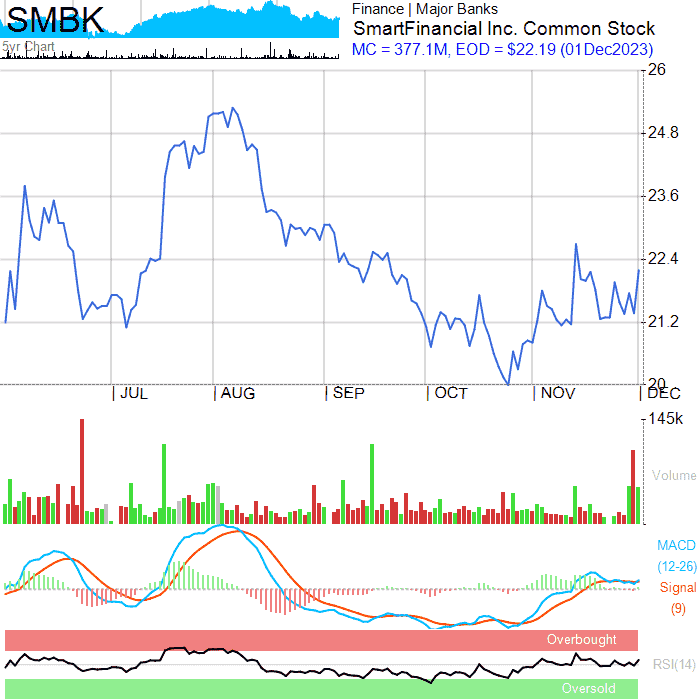 SMBK
5yr Chart
Finance | Major Banks
SmartFinancial Inc. Common Stock
MC = 377.1M, EOD = $22.19 (01Dec2023)
26
24.8
23.6
22.4
21.2
20
JUL AUG SEP OCT NOV DEC
145k
Volume
MACD
(12-26)
Signal
(9)
Overbought
RSI(14)
Oversold